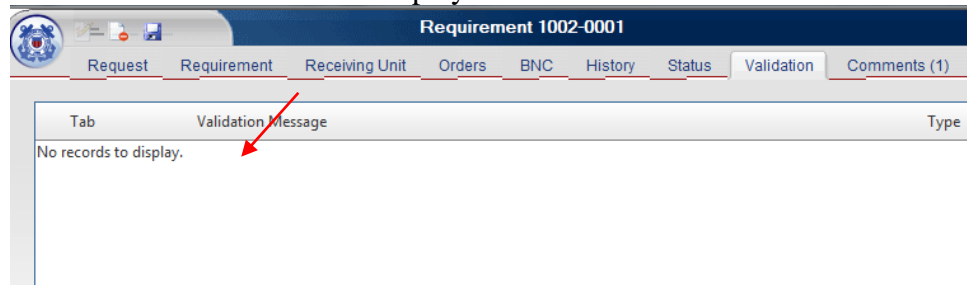 Requirement 1002-0001
Request Requirement Receiving Unit Orders BNC History Status Validation Comments (1)
Tab Validation Message Type
No records to display.